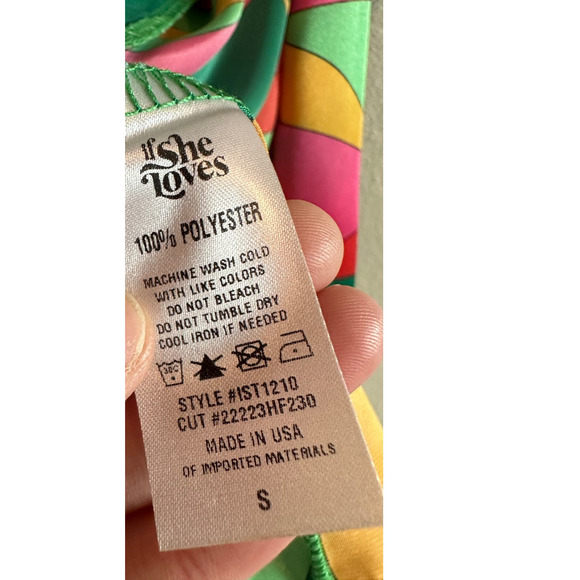 if She
Loves
100% POLYESTER
MACHINE WASH COLD
WITH LIKE COLORS
DO NOT BLEACH
DO NOT TUMBLE DRY
COOL IRON IF NEEDED
30C
STYLE #IST1210
CUT #22223HF230
MADE IN USA
OF IMPORTED MATERIALS
S